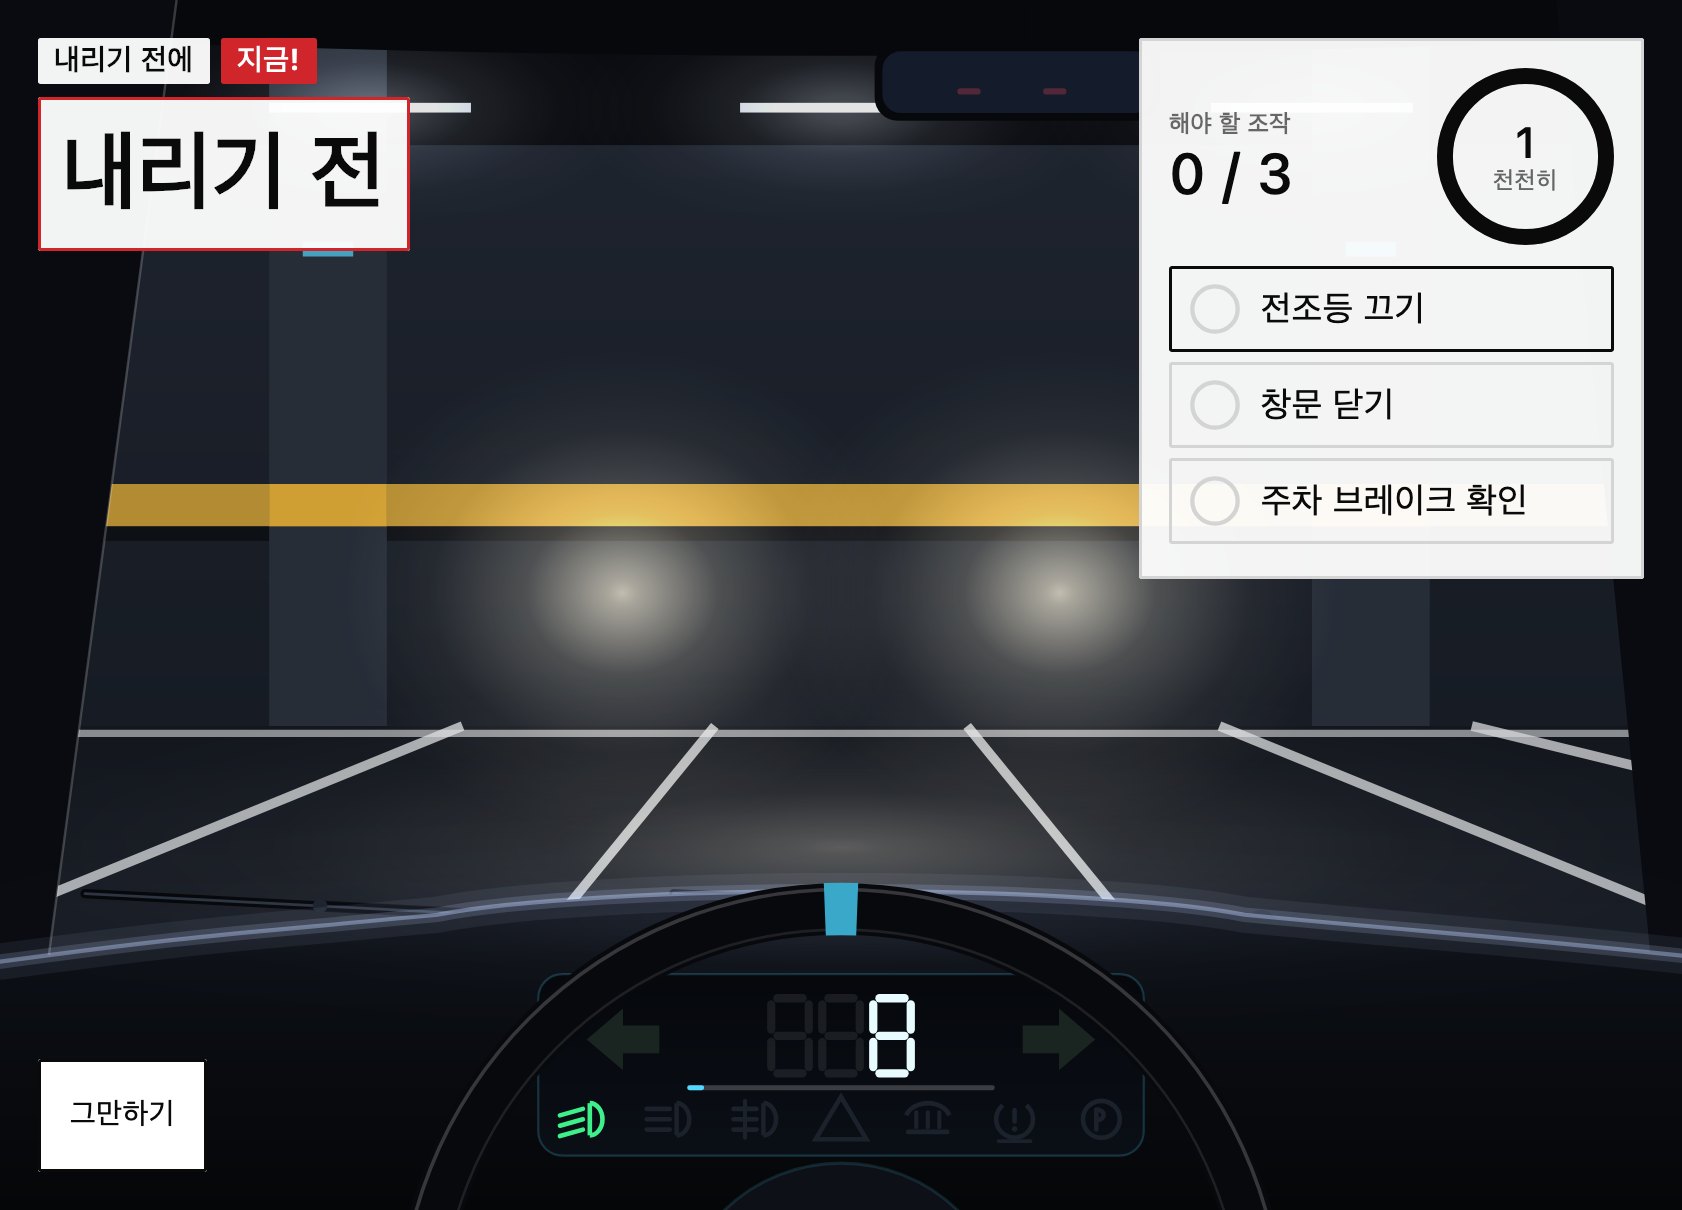 내리기 전에 지금!
내리기 전
해야 할 조작
0 / 3
1
천천히
전조등 끄기
창문 닫기
주차 브레이크 확인
8
P
그만하기